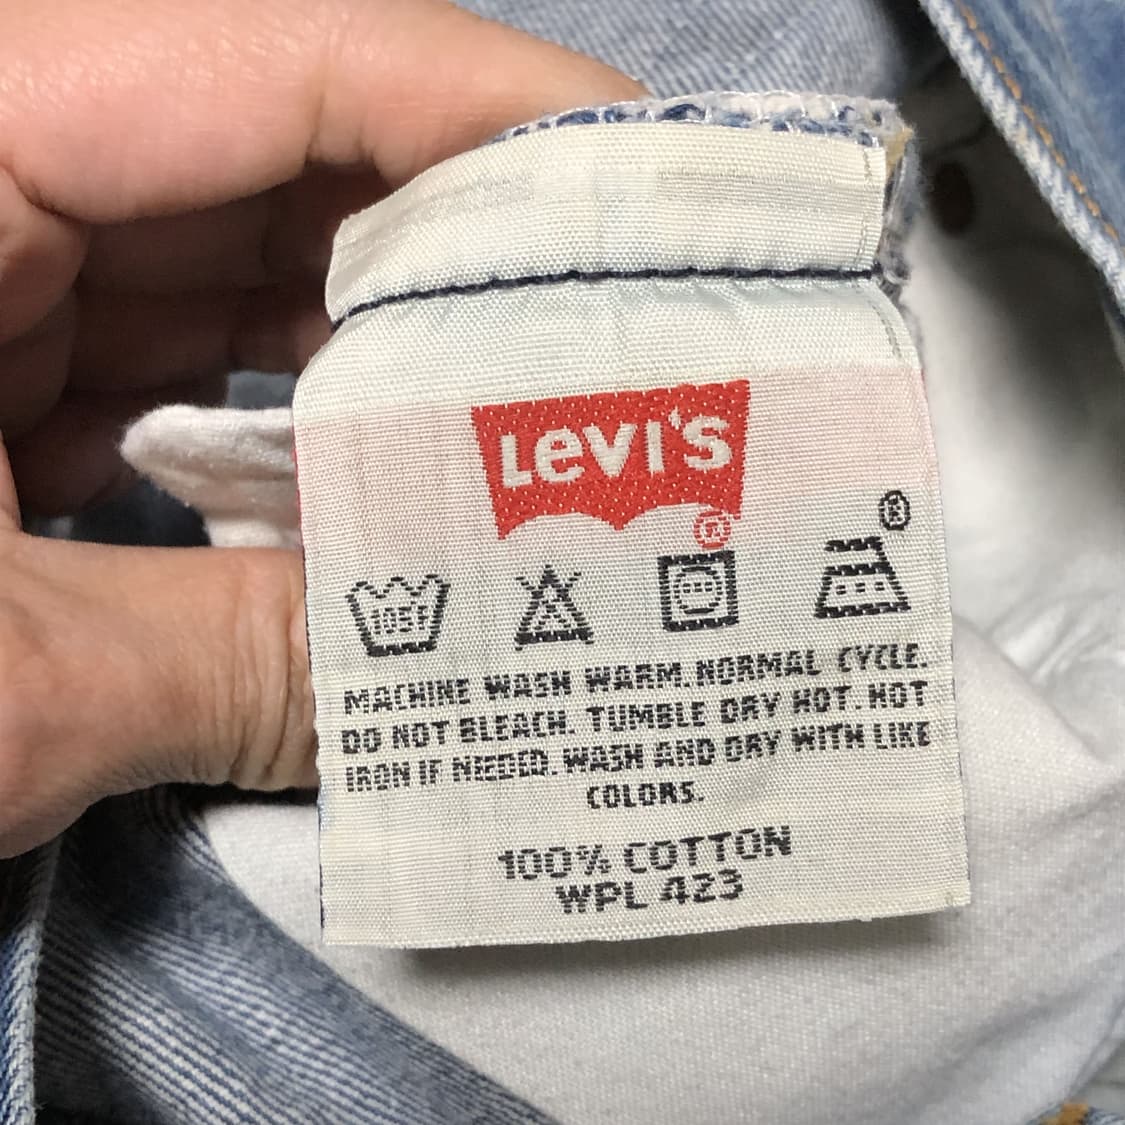 Levi's
®
®
105F
MACHINE WASH WARM. NORMAL CYCLE.
DO NOT BLEACH. TUMBLE DRY HOT. HOT
IRON IF NEEDED. WASH AND DRY WITH LIKE
COLORS.
100% COTTON
WPL 423